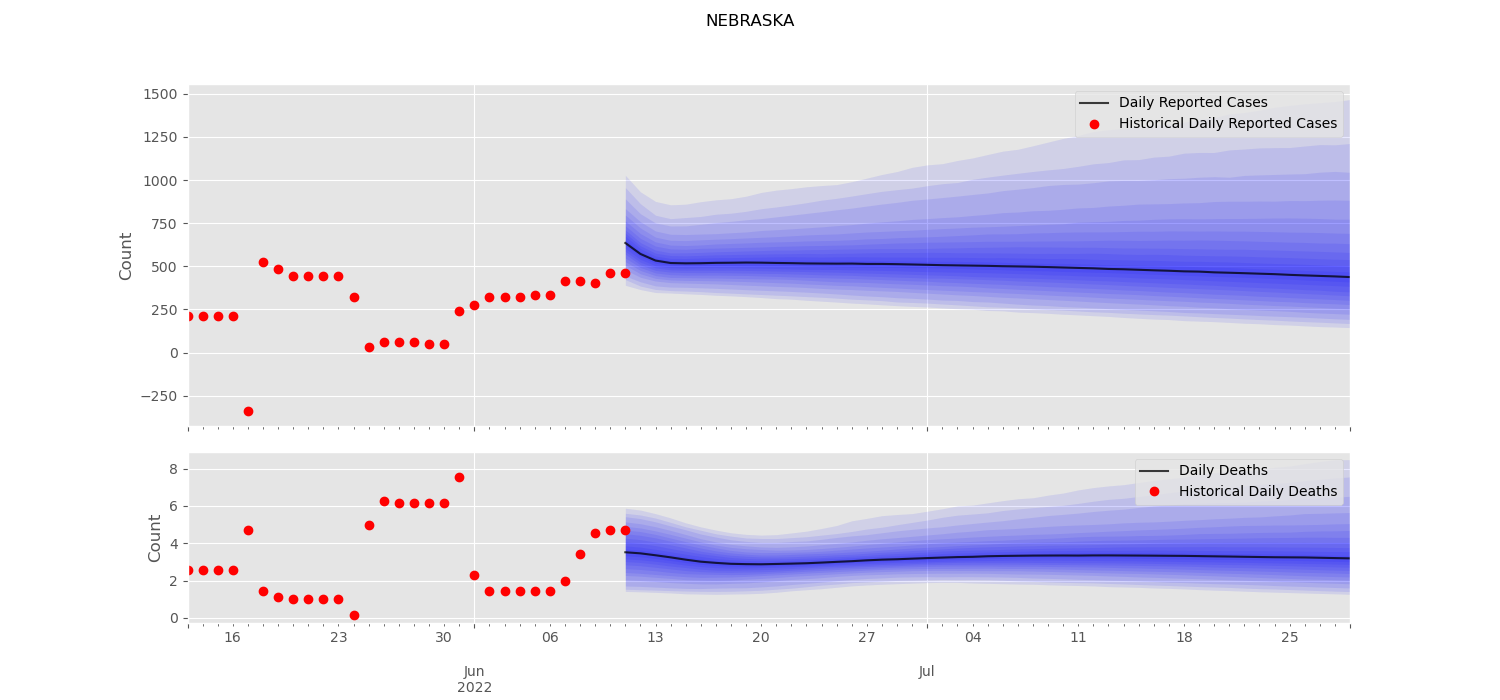 NEBRASKA
1500
1250
1000
750
500
250
0
−250
Count
Daily Reported Cases
Historical Daily Reported Cases
8
6
4
2
0
Count
Daily Deaths
Historical Daily Deaths
16 23 30 06 13 20 27 04 11 18 25
Jun Jul
2022